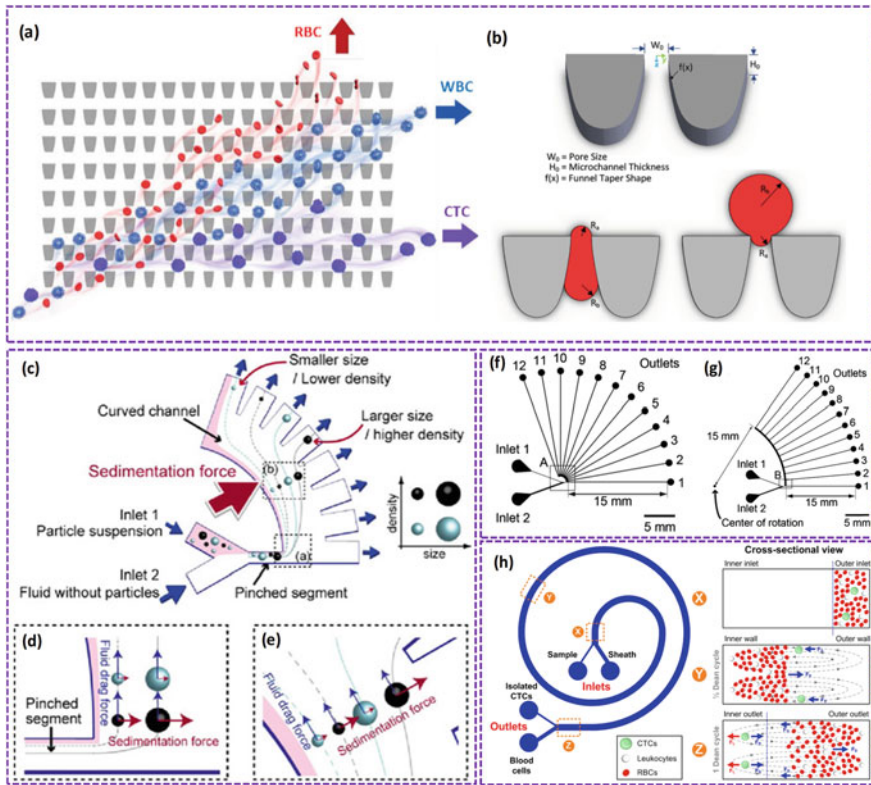 (a)
RBC
WBC
CTC
(b)
W₀
H₀
f(x)
W₀ = Pore Size
H₀ = Microchannel Thickness
f(x) = Funnel Taper Shape
Rₐ
R_b
R_b
Rₐ
(c)
Smaller size
/ Lower density
Curved channel
Larger size
/ higher density
Sedimentation force
(b)
Inlet 1
Particle suspension
Inlet 2
Fluid without particles
(a)
Pinched segment
density
size
(d)
Fluid drag force
Pinched
segment
Sedimentation force
(e)
Fluid drag force
Sedimentation force
(f)
Outlets
12 11 10 9 8 7 6 5 4 3 2 1
A
Inlet 1
Inlet 2
15 mm
5 mm
(g)
Outlets
12 11 10 9 8 7 6 5 4 3 2 1
15 mm
Inlet 1
B
Inlet 2
15 mm
Center of rotation
5 mm
(h)
Y
X
Sample
Sheath
Inlets
Isolated
CTCs
Outlets
Z
Blood
cells
Cross-sectional view
X
Inner inlet
Outer inlet
Y
Inner wall
Outer wall
½ Dean cycle
Z
Inner outlet
Outer outlet
1 Dean cycle
CTCs
Leukocytes
RBCs